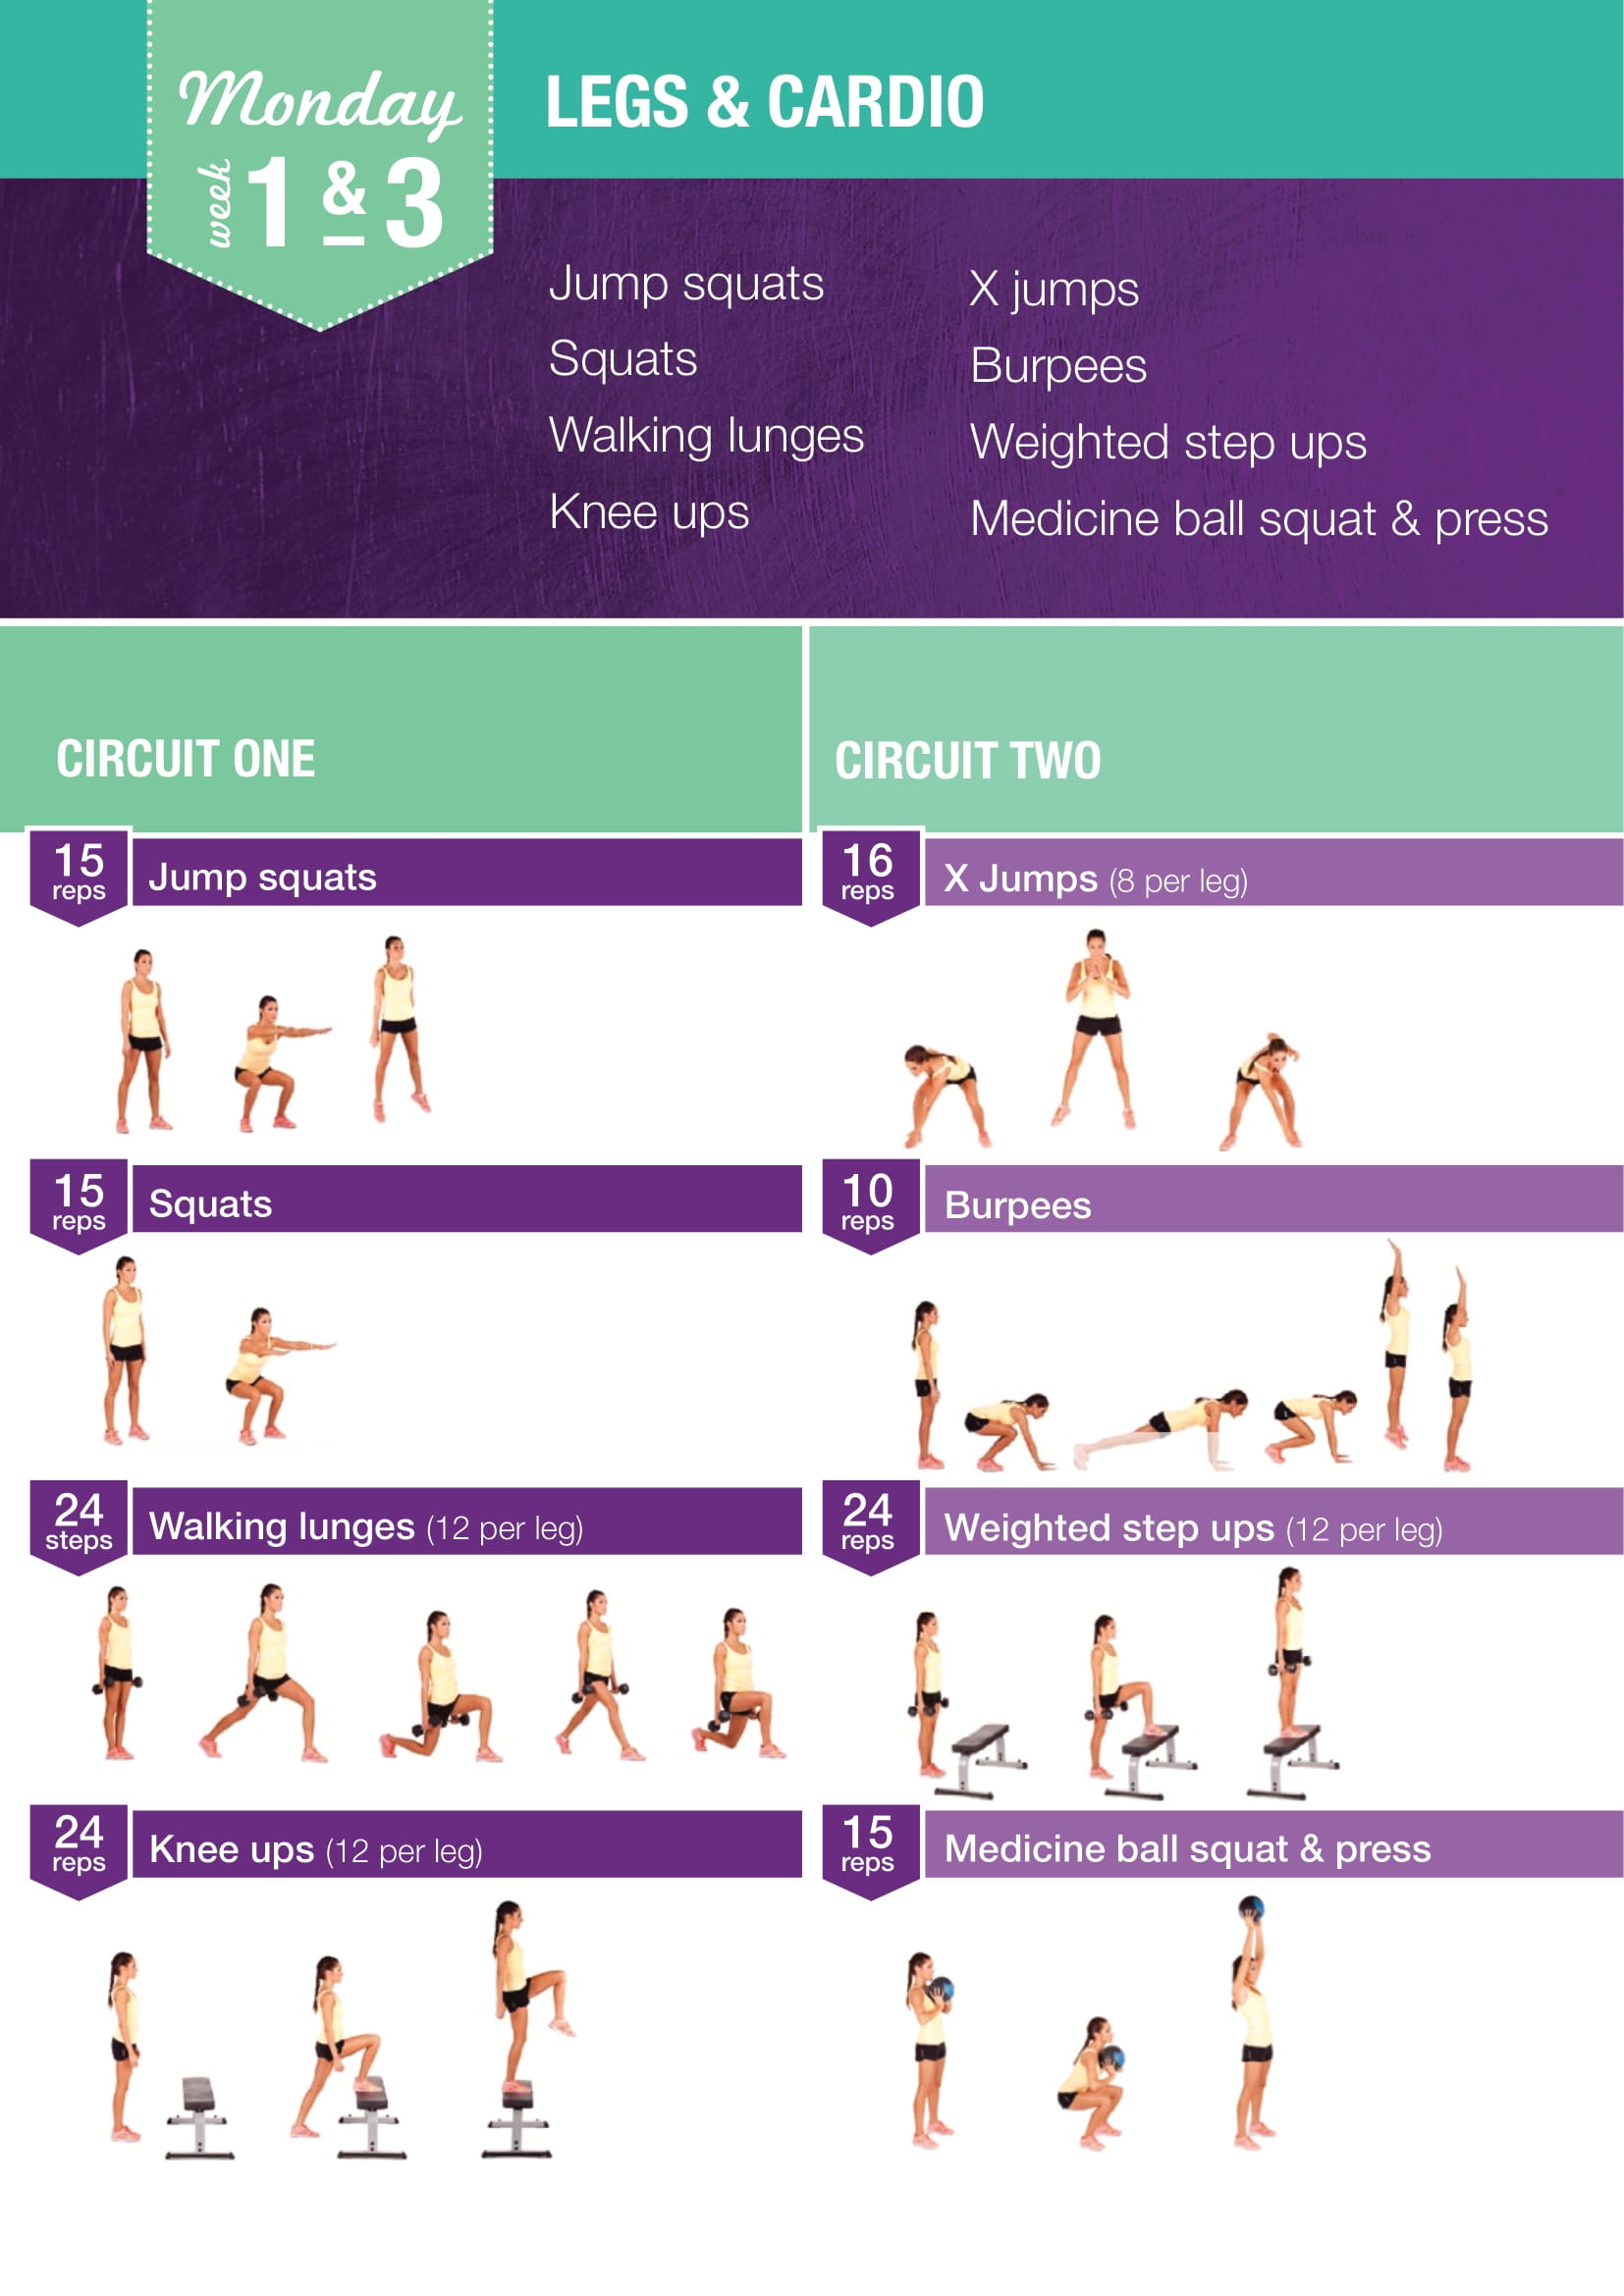 Monday
week 1 & 3
LEGS & CARDIO
Jump squats
Squats
Walking lunges
Knee ups
X jumps
Burpees
Weighted step ups
Medicine ball squat & press
CIRCUIT ONE
15 reps
Jump squats
15 reps
Squats
24 steps
Walking lunges (12 per leg)
24 reps
Knee ups (12 per leg)
CIRCUIT TWO
16 reps
X Jumps (8 per leg)
10 reps
Burpees
24 reps
Weighted step ups (12 per leg)
15 reps
Medicine ball squat & press